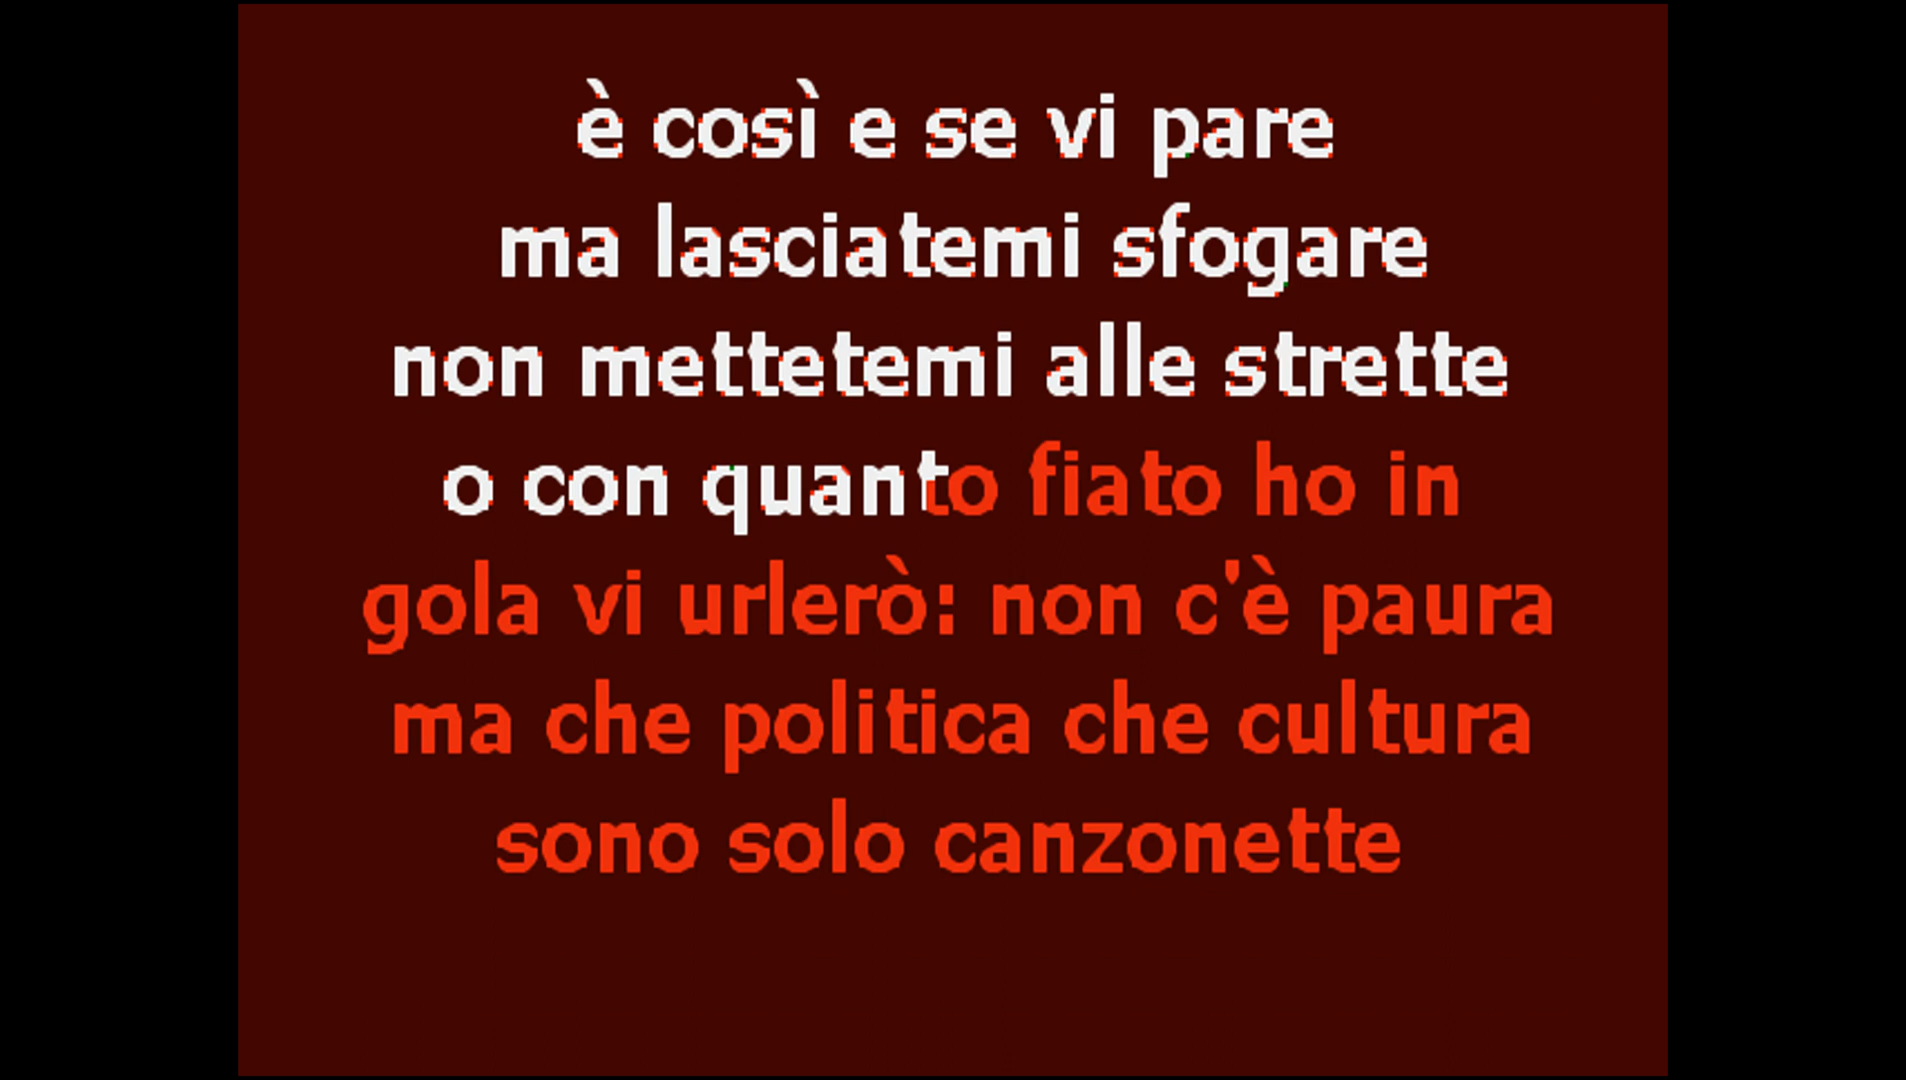 è così e se vi pare
ma lasciatemi sfogare
non mettetemi alle strette
o con quanto fiato ho in
gola vi urlerò: non c'è paura
ma che politica che cultura
sono solo canzonette